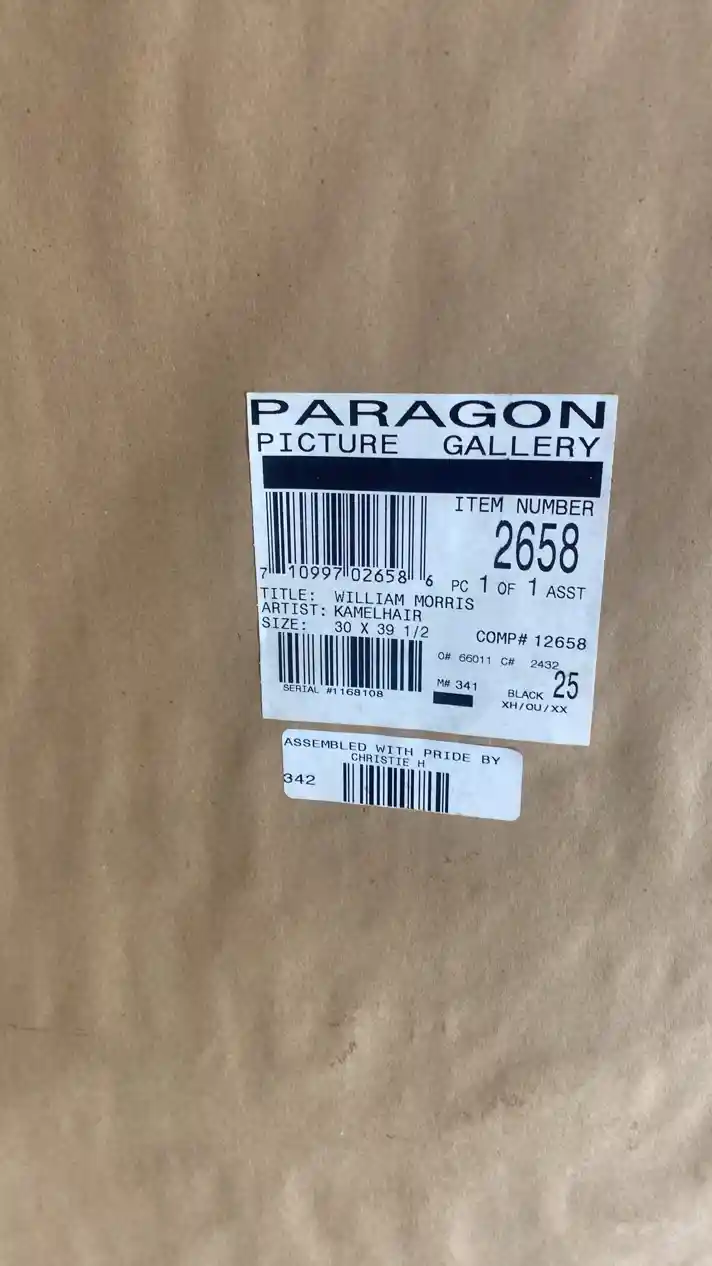 PARAGON
PICTURE GALLERY
ITEM NUMBER
2658
7 10997 02658 6
PC 1 OF 1 ASST
TITLE: WILLIAM MORRIS
ARTIST: KAMELHAIR
SIZE: 30 X 39 1/2
COMP# 12658
O# 66011 C# 2432
M# 341
BLACK 25
SERIAL #1168108
XH/OU/XX
ASSEMBLED WITH PRIDE BY
CHRISTIE H
342